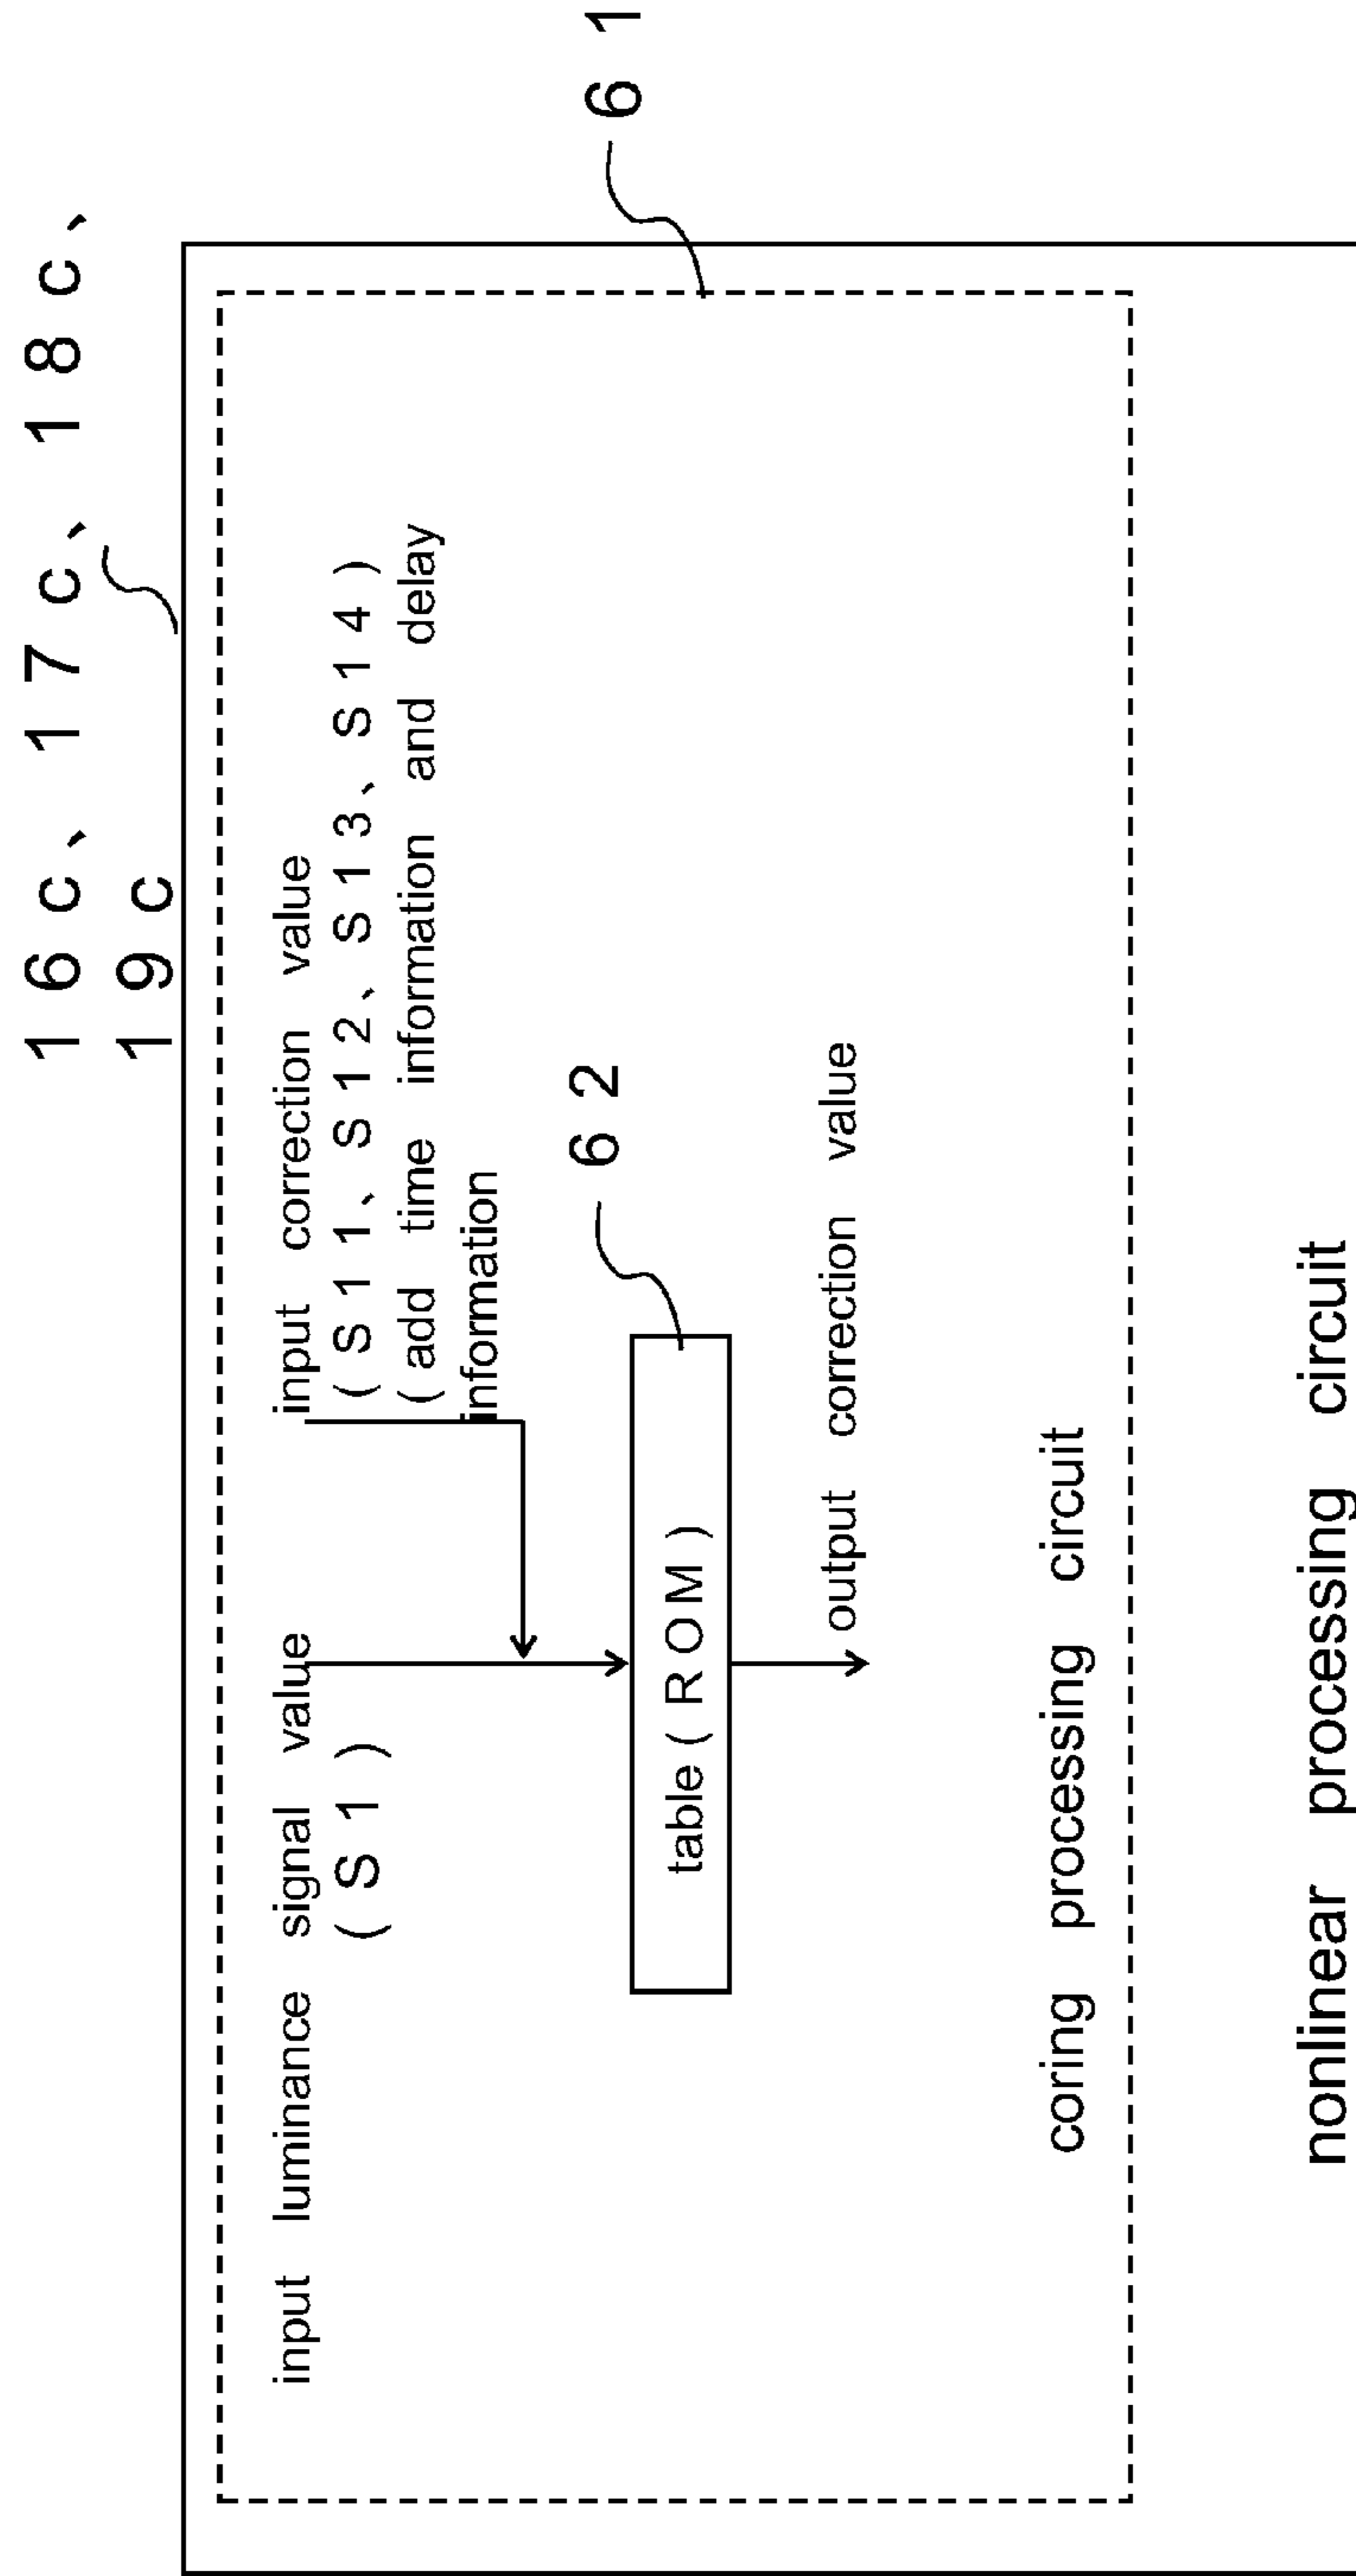 16c、17c、18c、
19c
61
input luminance signal value
(S1)
input correction value
(S11、S12、S13、S14)
(add time information and delay
information
62
table (ROM)
output correction value
coring processing circuit
nonlinear processing circuit